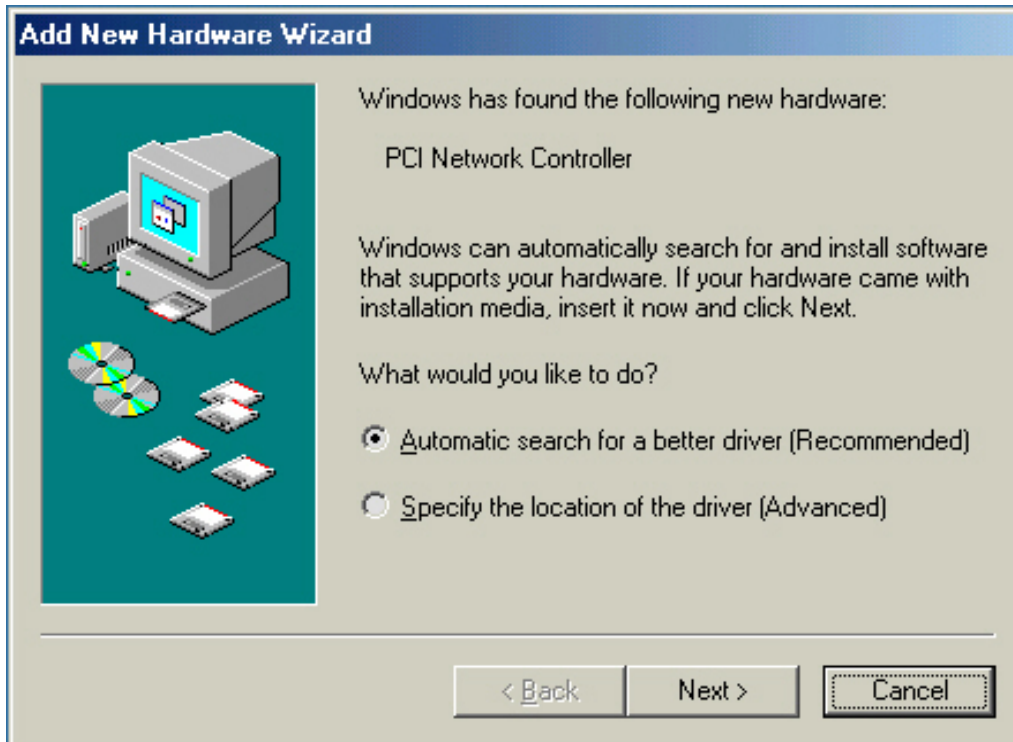 Add New Hardware Wizard
Windows has found the following new hardware:
PCI Network Controller
Windows can automatically search for and install software
that supports your hardware. If your hardware came with
installation media, insert it now and click Next.
What would you like to do?
Automatic search for a better driver (Recommended)
Specify the location of the driver (Advanced)
< Back Next > Cancel